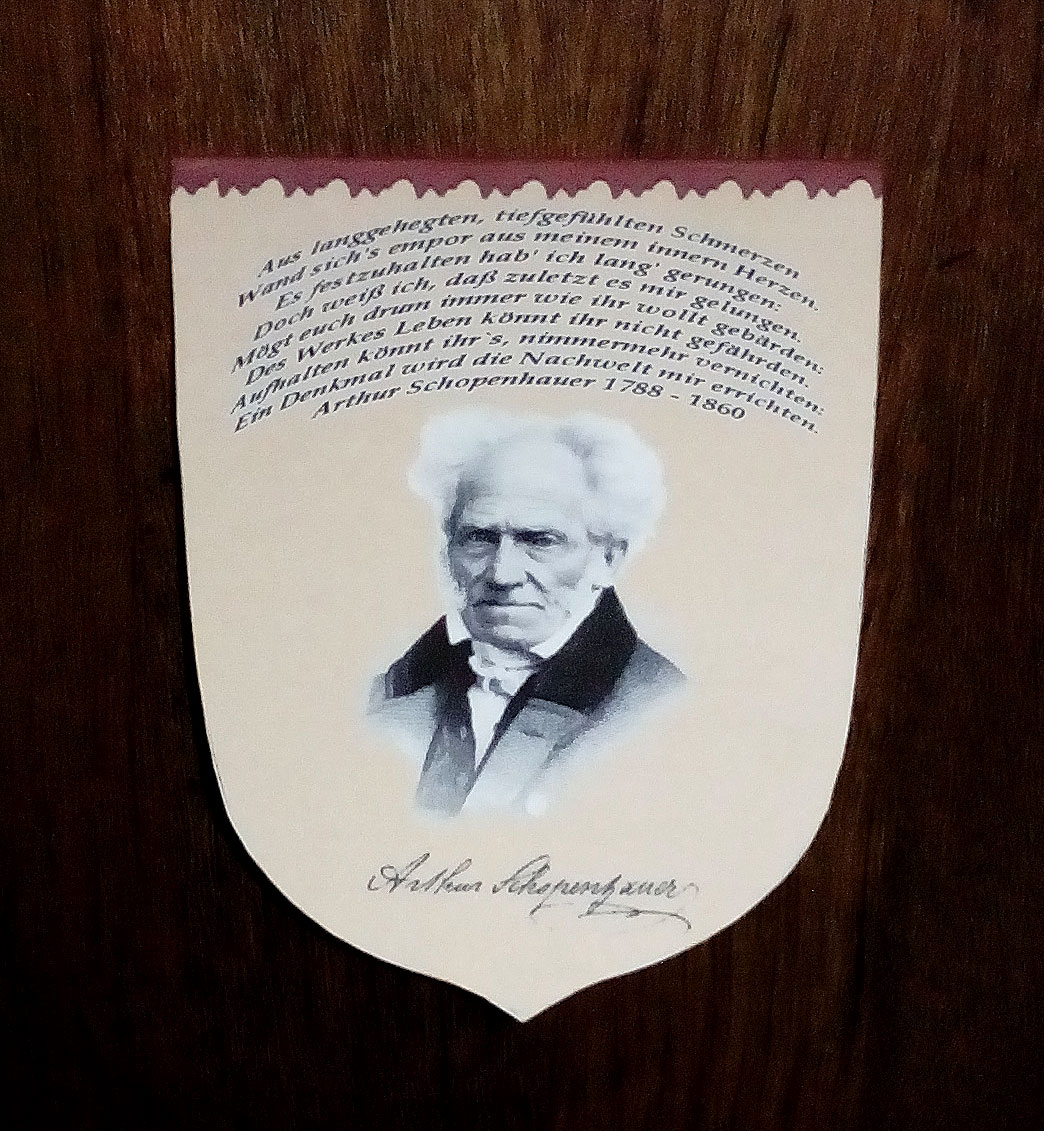 Aus langgehegten, tiefgefühlten Schmerzen
Wand sich's empor aus meinem innern Herzen.
Es festzuhalten hab' ich lang' gerungen:
Doch weiß ich, daß zuletzt es mir gelungen.
Mögt euch drum immer wie ihr wollt gebärden:
Des Werkes Leben könnt ihr nicht gefährden.
Aufhalten könnt ihr`s, nimmermehr vernichten:
Ein Denkmal wird die Nachwelt mir errichten.
Arthur Schopenhauer 1788 - 1860
Arthur Schopenhauer